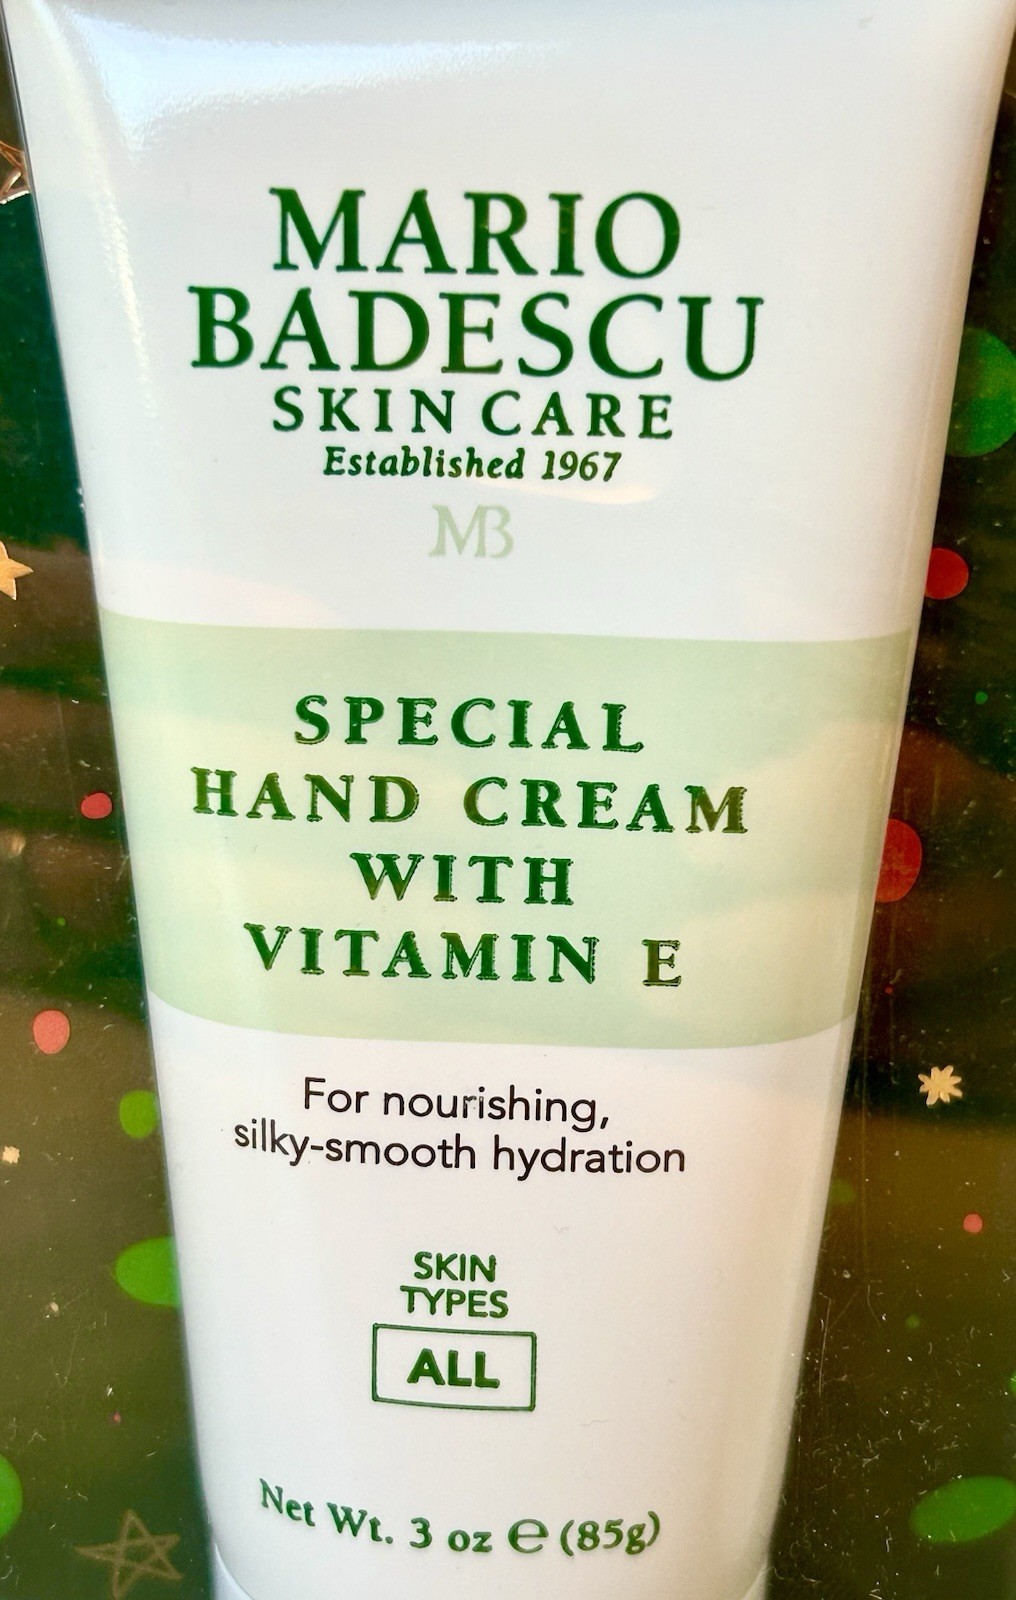 MARIO
BADESCU
SKIN CARE
Established 1967
MB
SPECIAL
HAND CREAM
WITH
VITAMIN E
For nourishing,
silky-smooth hydration
SKIN
TYPES
ALL
Net Wt. 3 oz ℮ (85g)